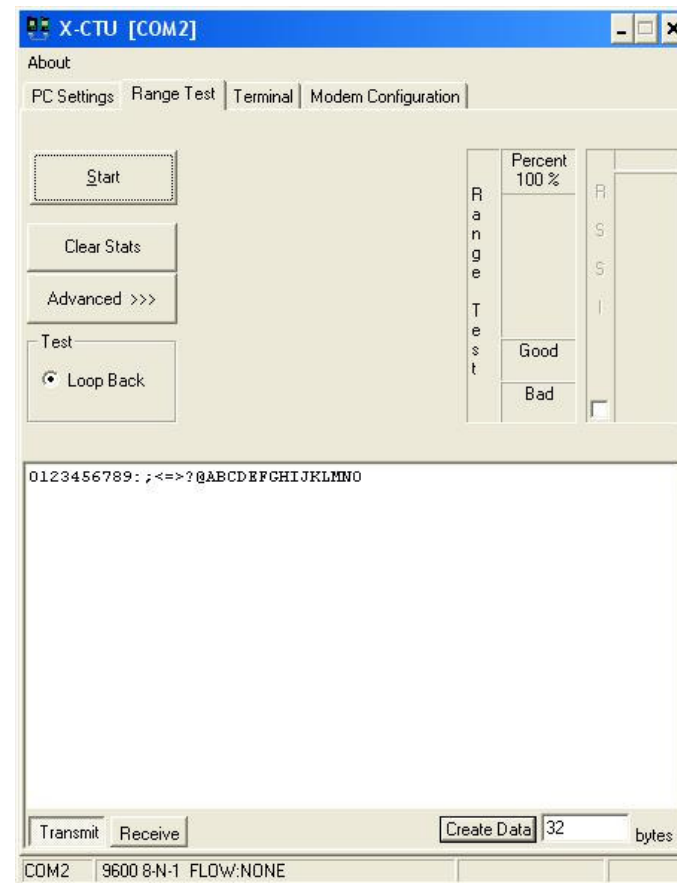 X-CTU [COM2]
About
PC Settings Range Test Terminal Modem Configuration
Start
Clear Stats
Advanced >>>
Test
Loop Back
Range Test
Percent
100 %
Good
Bad
RSSI
0123456789:;<=>?@ABCDEFGHIJKLMNO
Transmit Receive Create Data 32 bytes
COM2 9600 8-N-1 FLOW:NONE